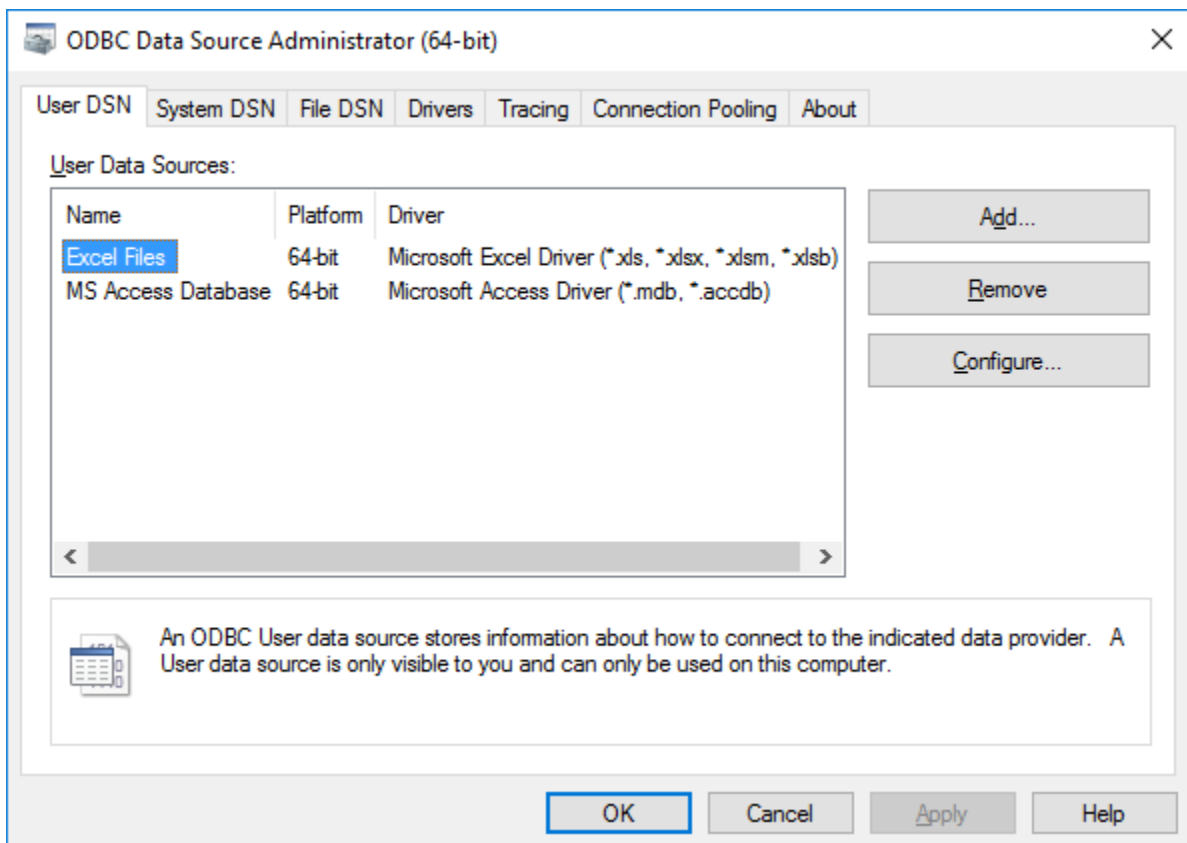 ODBC Data Source Administrator (64-bit)
User DSN System DSN File DSN Drivers Tracing Connection Pooling About
User Data Sources:
Name Platform Driver
Excel Files 64-bit Microsoft Excel Driver (*.xls, *.xlsx, *.xlsm, *.xlsb)
MS Access Database 64-bit Microsoft Access Driver (*.mdb, *.accdb)
Add...
Remove
Configure...
An ODBC User data source stores information about how to connect to the indicated data provider. A
User data source is only visible to you and can only be used on this computer.
OK Cancel Apply Help